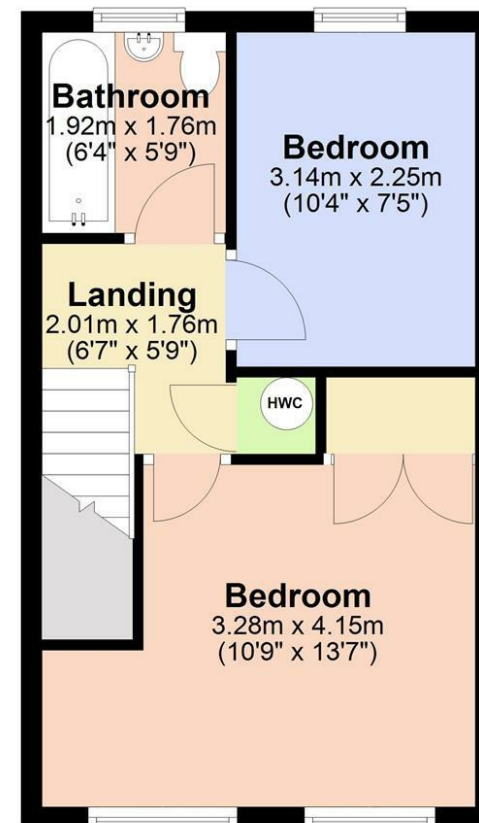 Bathroom
1.92m x 1.76m
(6'4" x 5'9")
Bedroom
3.14m x 2.25m
(10'4" x 7'5")
Landing
2.01m x 1.76m
(6'7" x 5'9")
HWC
Bedroom
3.28m x 4.15m
(10'9" x 13'7")